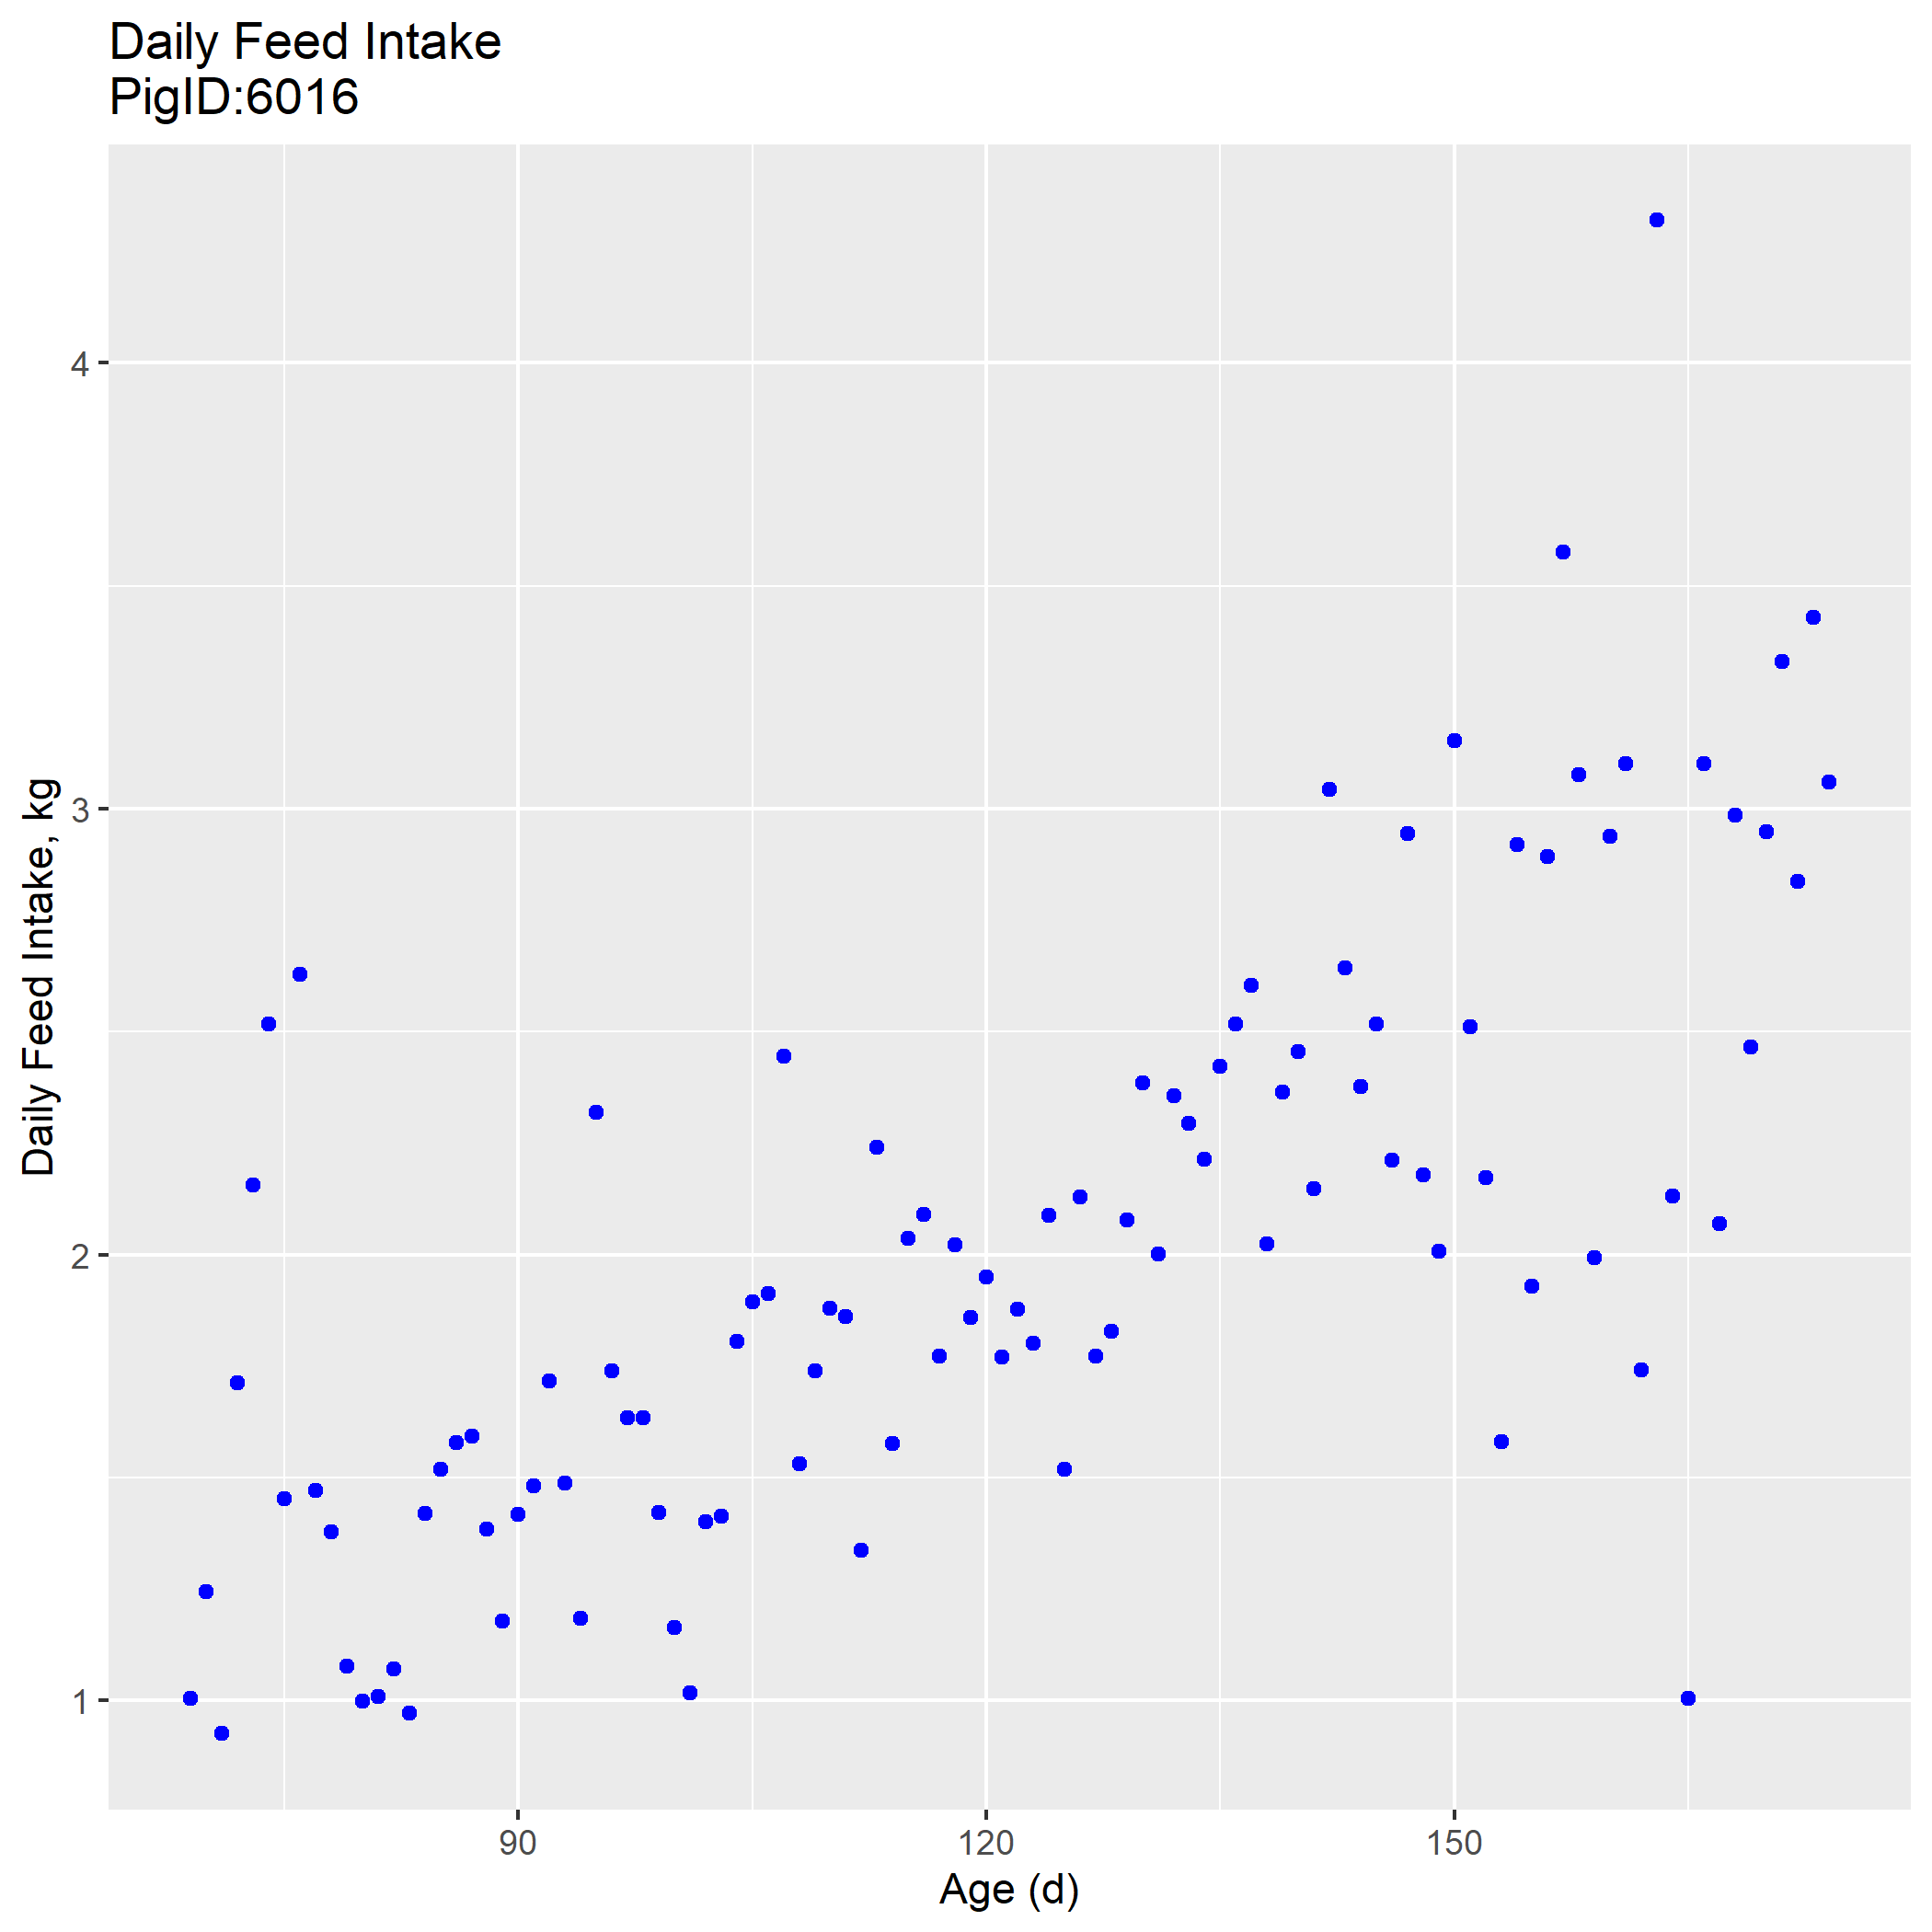 Daily Feed Intake
PigID:6016
Daily Feed Intake, kg
4
3
2
1
90 120 150
Age (d)